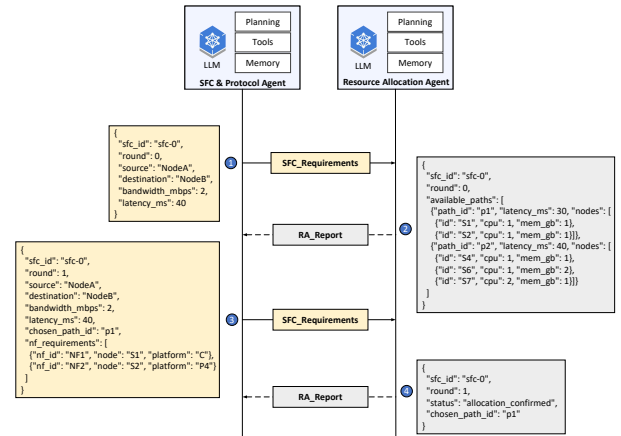 Planning
Tools
Memory
LLM
SFC & Protocol Agent
Planning
Tools
Memory
LLM
Resource Allocation Agent
{
"sfc_id": "sfc-0",
"round": 0,
"source": "NodeA",
"destination": "NodeB",
"bandwidth_mbps": 2,
"latency_ms": 40
}
1
SFC_Requirements
{
"sfc_id": "sfc-0",
"round": 0,
"available_paths": [
{"path_id": "p1", "latency_ms": 30, "nodes": [
{"id": "S1", "cpu": 1, "mem_gb": 1},
{"id": "S2", "cpu": 1, "mem_gb": 1}]},
{"path_id": "p2", "latency_ms": 40, "nodes": [
{"id": "S4", "cpu": 1, "mem_gb": 1},
{"id": "S6", "cpu": 1, "mem_gb": 2},
{"id": "S7", "cpu": 2, "mem_gb": 1}]}
]
}
2
RA_Report
{
"sfc_id": "sfc-0",
"round": 1,
"source": "NodeA",
"destination": "NodeB",
"bandwidth_mbps": 2,
"latency_ms": 40,
"chosen_path_id": "p1",
"nf_requirements": [
{"nf_id": "NF1", "node": "S1", "platform": "C"},
{"nf_id": "NF2", "node": "S2", "platform": "P4"}
]
}
3
SFC_Requirements
RA_Report
4
{
"sfc_id": "sfc-0",
"round": 1,
"status": "allocation_confirmed",
"chosen_path_id": "p1"
}